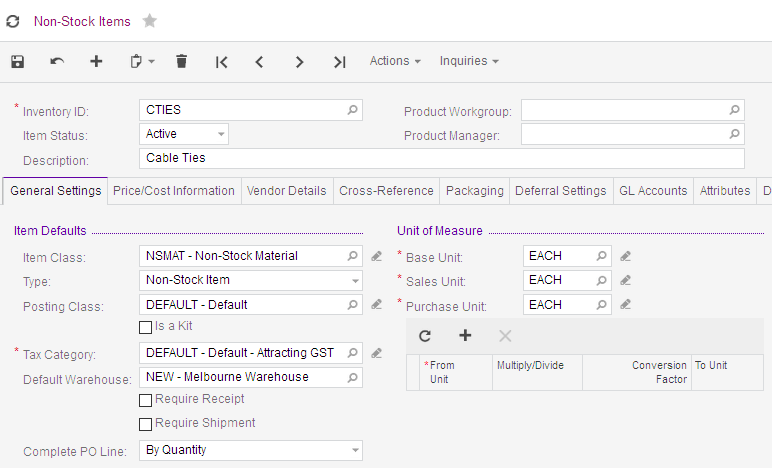 Non-Stock Items
Actions Inquiries
* Inventory ID: CTIES Product Workgroup:
Item Status: Active Product Manager:
Description: Cable Ties
General Settings Price/Cost Information Vendor Details Cross-Reference Packaging Deferral Settings GL Accounts Attributes D
Item Defaults Unit of Measure
Item Class: NSMAT - Non-Stock Material * Base Unit: EACH
Type: Non-Stock Item * Sales Unit: EACH
Posting Class: DEFAULT - Default * Purchase Unit: EACH
Is a Kit
* Tax Category: DEFAULT - Default - Attracting GST
*From Unit Multiply/Divide Conversion Factor To Unit
Default Warehouse: NEW - Melbourne Warehouse
Require Receipt
Require Shipment
Complete PO Line: By Quantity